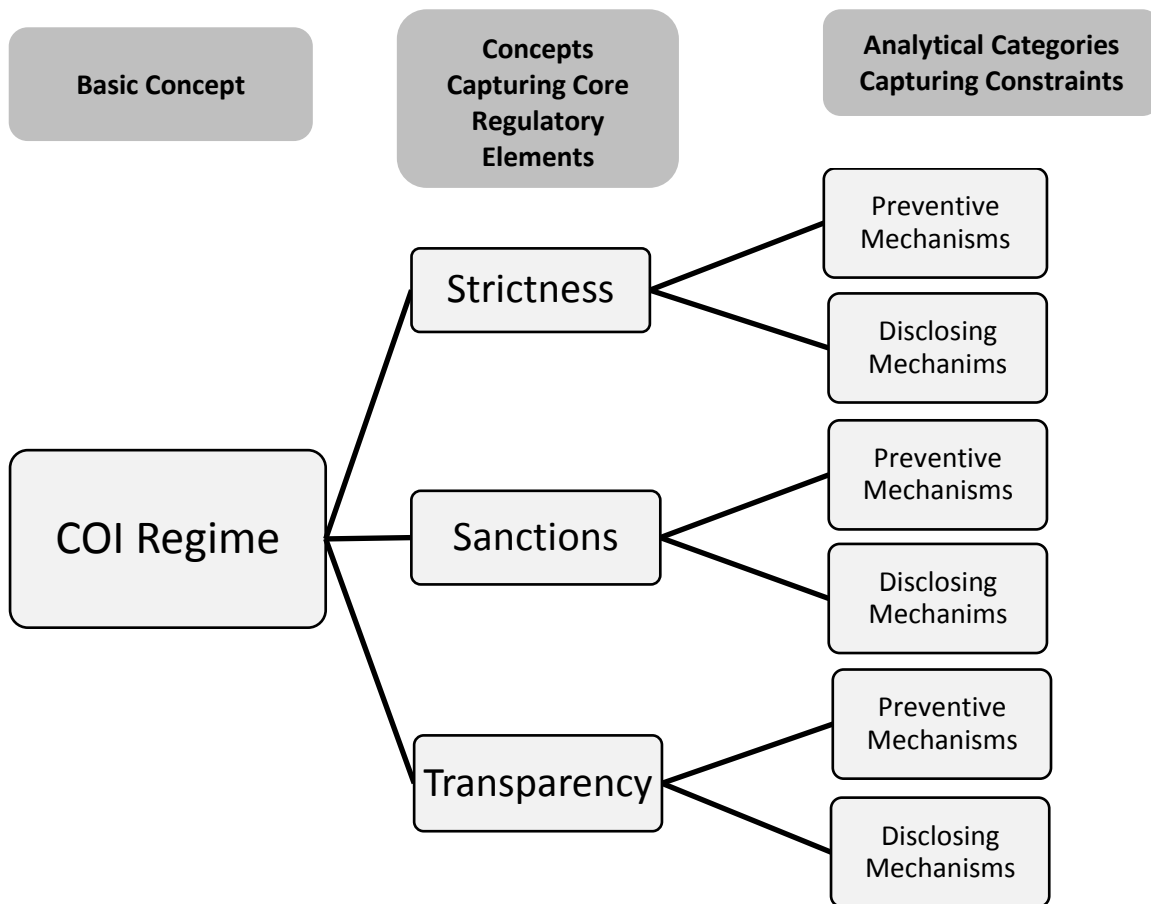 Basic Concept
Concepts
Capturing Core
Regulatory
Elements
Analytical Categories
Capturing Constraints
COI Regime
Strictness
Preventive
Mechanisms
Disclosing
Mechanims
Sanctions
Preventive
Mechanisms
Disclosing
Mechanims
Transparency
Preventive
Mechanisms
Disclosing
Mechanisms